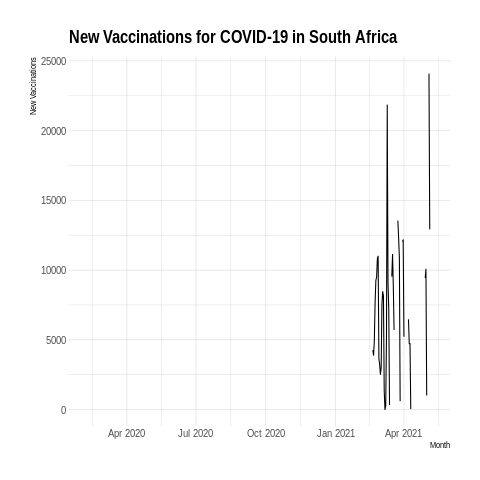 New Vaccinations for COVID-19 in South Africa
New Vaccinations
25000
20000
15000
10000
5000
0
Apr 2020 Jul 2020 Oct 2020 Jan 2021 Apr 2021
Month